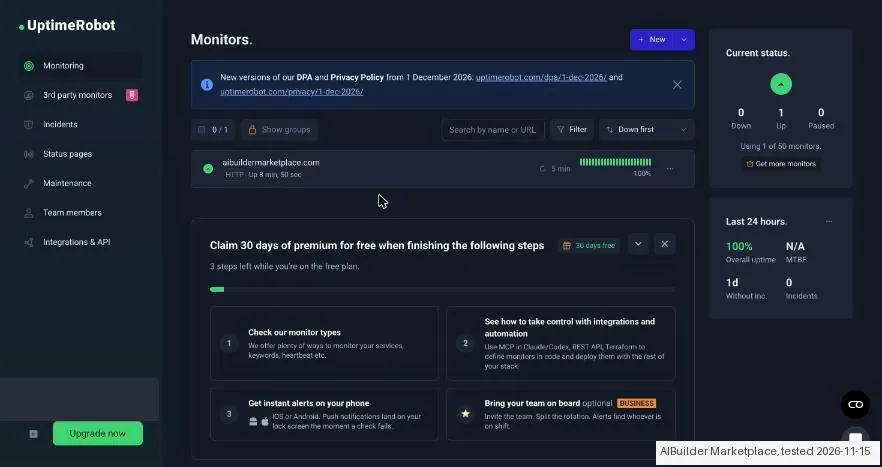 UptimeRobot
Monitoring
3rd party monitors
Incidents
Status pages
Maintenance
Team members
Integrations & API
Upgrade now
Monitors.
+ New
New versions of our DPA and Privacy Policy from 1 December 2026: uptimerobot.com/dpa/1-dec-2026/ and
uptimerobot.com/privacy/1-dec-2026/
0 / 1
Show groups
Search by name or URL
Filter
Down first
aibuildermarketplace.com
HTTP Up 8 min, 50 sec
5 min
100%
Claim 30 days of premium for free when finishing the following steps
30 days free
3 steps left while you're on the free plan.
1
Check our monitor types
We offer plenty of ways to monitor your services,
keywords, heartbeat etc.
2
See how to take control with integrations and
automation
Use MCP in Claude/Codex, REST API, Terraform to
define monitors in code and deploy them with the rest of
your stack.
3
Get instant alerts on your phone
iOS or Android. Push notifications land on your
lock screen the moment a check fails.
Bring your team on board optional BUSINESS
Invite the team. Split the rotation. Alerts find whoever is
on shift.
Current status.
0 1 0
Down Up Paused
Using 1 of 50 monitors.
Get more monitors
Last 24 hours.
100% N/A
Overall uptime MTBF
1d 0
Without inc. Incidents
AIBuilder Marketplace, tested 2026-11-15